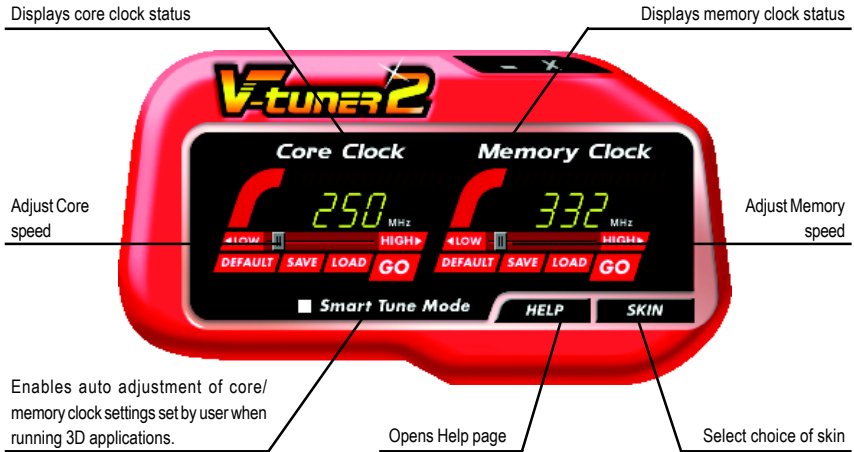 Displays core clock status
Displays memory clock status
V-tuner 2
Core Clock
Memory Clock
Adjust Core
speed
250 MHz
332 MHz
Adjust Memory
speed
◄LOW HIGH►
◄LOW HIGH►
DEFAULT SAVE LOAD GO
DEFAULT SAVE LOAD GO
Smart Tune Mode
HELP
SKIN
Enables auto adjustment of core/
memory clock settings set by user when
running 3D applications.
Opens Help page
Select choice of skin